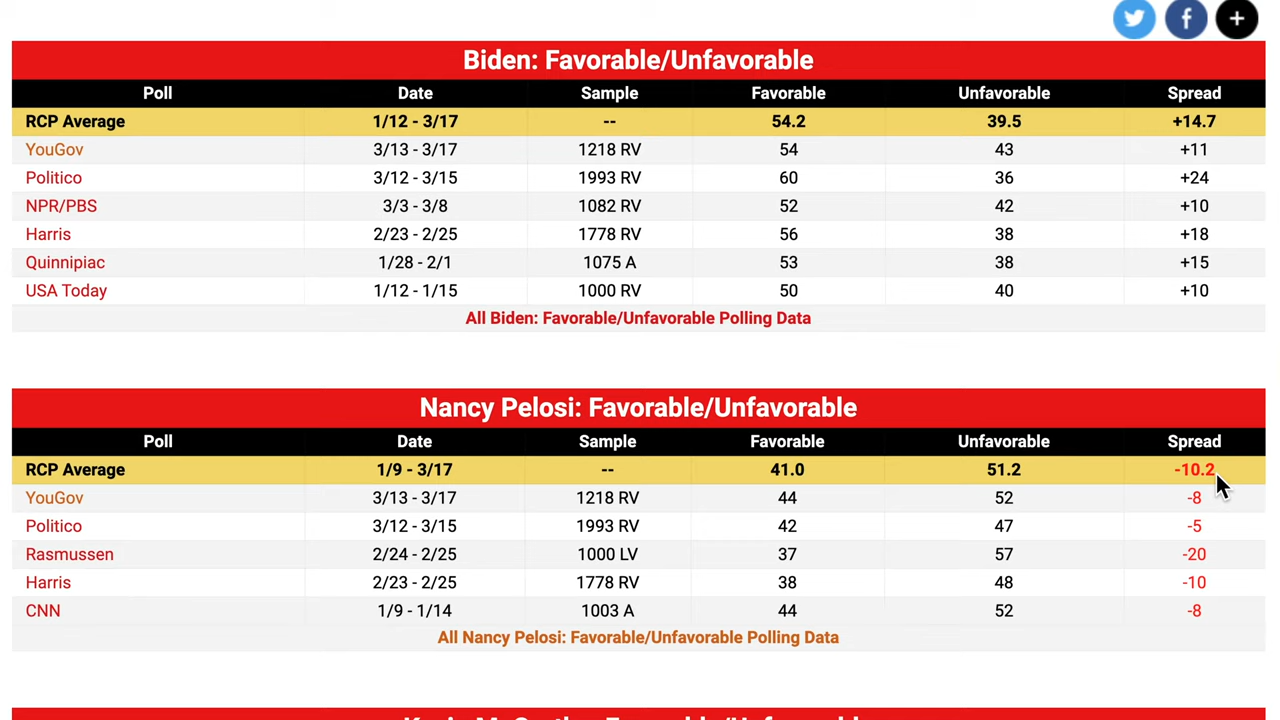 Biden: Favorable/Unfavorable
Poll Date Sample Favorable Unfavorable Spread
RCP Average 1/12 - 3/17 -- 54.2 39.5 +14.7
YouGov 3/13 - 3/17 1218 RV 54 43 +11
Politico 3/12 - 3/15 1993 RV 60 36 +24
NPR/PBS 3/3 - 3/8 1082 RV 52 42 +10
Harris 2/23 - 2/25 1778 RV 56 38 +18
Quinnipiac 1/28 - 2/1 1075 A 53 38 +15
USA Today 1/12 - 1/15 1000 RV 50 40 +10
All Biden: Favorable/Unfavorable Polling Data
Nancy Pelosi: Favorable/Unfavorable
Poll Date Sample Favorable Unfavorable Spread
RCP Average 1/9 - 3/17 -- 41.0 51.2 -10.2
YouGov 3/13 - 3/17 1218 RV 44 52 -8
Politico 3/12 - 3/15 1993 RV 42 47 -5
Rasmussen 2/24 - 2/25 1000 LV 37 57 -20
Harris 2/23 - 2/25 1778 RV 38 48 -10
CNN 1/9 - 1/14 1003 A 44 52 -8
All Nancy Pelosi: Favorable/Unfavorable Polling Data